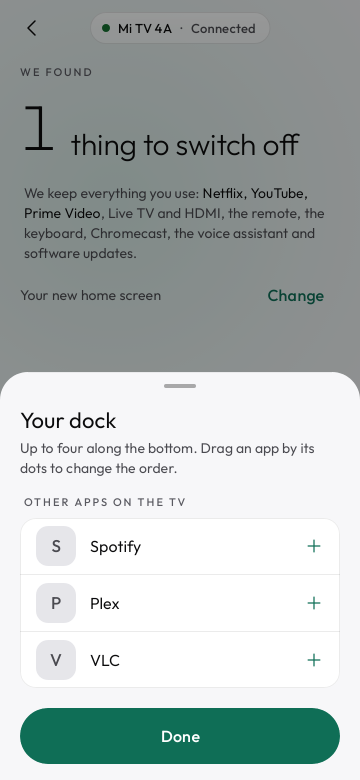 Mi TV 4A · Connected
WE FOUND
1 thing to switch off
We keep everything you use: Netflix, YouTube,
Prime Video, Live TV and HDMI, the remote, the
keyboard, Chromecast, the voice assistant and
software updates.
Your new home screen Change
Your dock
Up to four along the bottom. Drag an app by its
dots to change the order.
OTHER APPS ON THE TV
S Spotify +
P Plex +
V VLC +
Done